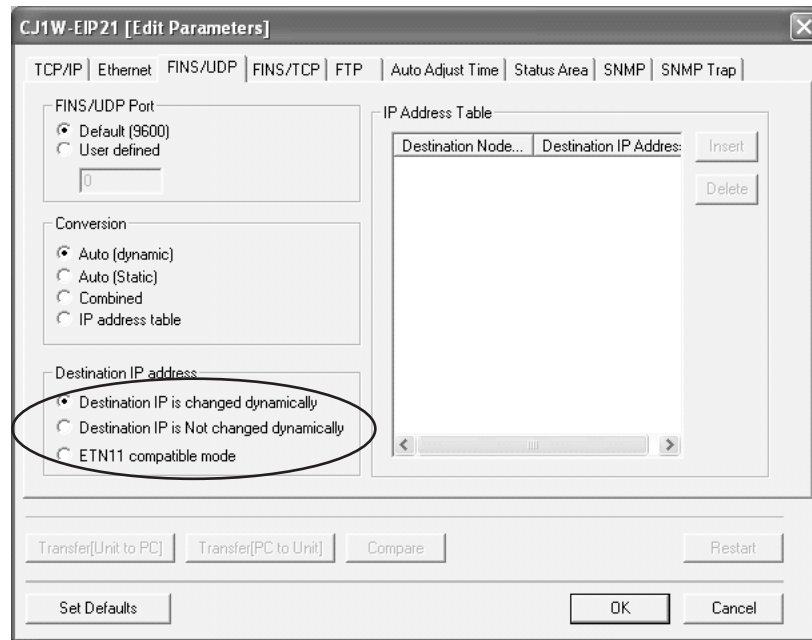 CJ1W-EIP21 [Edit Parameters]
TCP/IP Ethernet FINS/UDP FINS/TCP FTP Auto Adjust Time Status Area SNMP SNMP Trap
FINS/UDP Port
Default (9600)
User defined
0
Conversion
Auto (dynamic)
Auto (Static)
Combined
IP address table
Destination IP address
Destination IP is changed dynamically
Destination IP is Not changed dynamically
ETN11 compatible mode
IP Address Table
Destination Node... Destination IP Addres
Insert
Delete
Transfer[Unit to PC] Transfer[PC to Unit] Compare Restart
Set Defaults OK Cancel